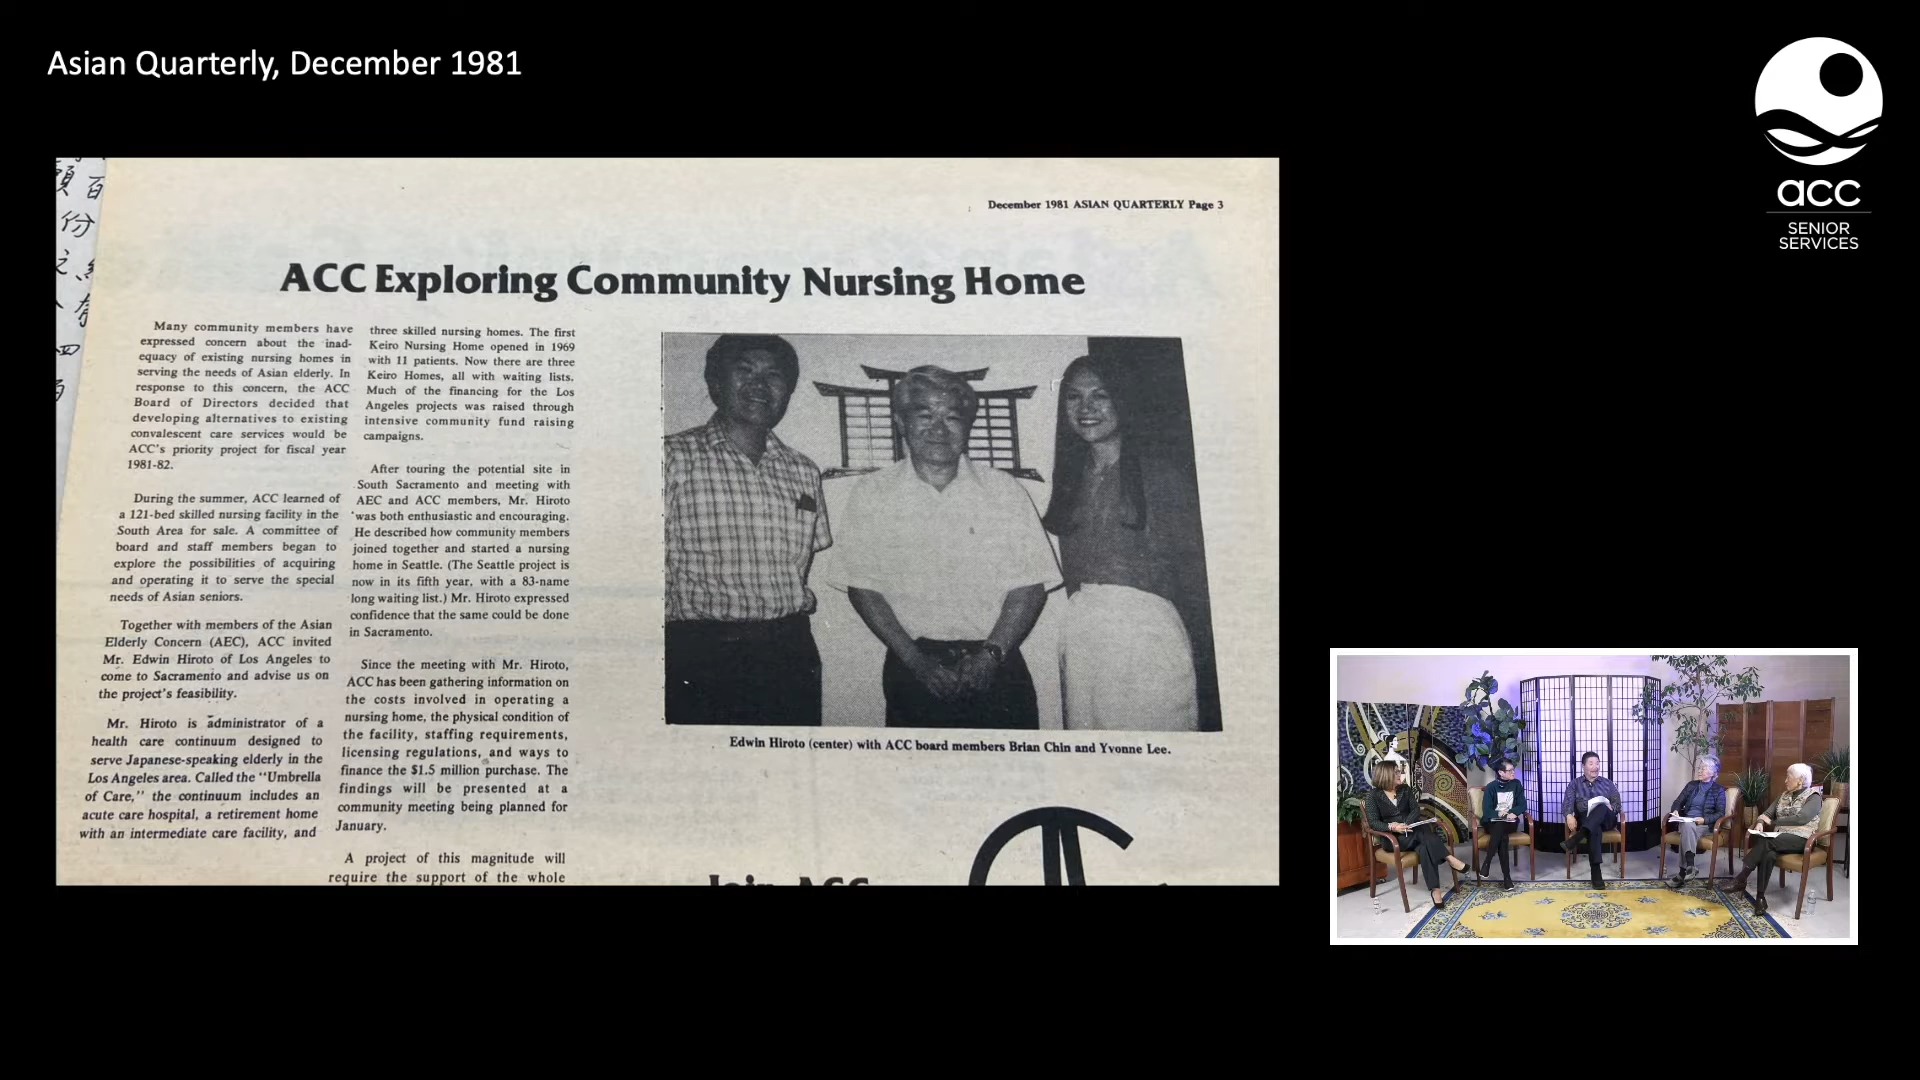 Asian Quarterly, December 1981
acc
SENIOR
SERVICES
December 1981 ASIAN QUARTERLY Page 3
ACC Exploring Community Nursing Home
Many community members have
expressed concern about the inad-
equacy of existing nursing homes in
serving the needs of Asian elderly. In
response to this concern, the ACC
Board of Directors decided that
developing alternatives to existing
convalescent care services would be
ACC's priority project for fiscal year
1981-82.
During the summer, ACC learned of
a 121-bed skilled nursing facility in the
South Area for sale. A committee of
board and staff members began to
explore the possibilities of acquiring
and operating it to serve the special
needs of Asian seniors.
Together with members of the Asian
Elderly Concern (AEC), ACC invited
Mr. Edwin Hiroto of Los Angeles to
come to Sacramento and advise us on
the project's feasibility.
Mr. Hiroto is administrator of a
health care continuum designed to
serve Japanese-speaking elderly in the
Los Angeles area. Called the "Umbrella
of Care," the continuum includes an
acute care hospital, a retirement home
with an intermediate care facility, and
three skilled nursing homes. The first
Keiro Nursing Home opened in 1969
with 11 patients. Now there are three
Keiro Homes, all with waiting lists.
Much of the financing for the Los
Angeles projects was raised through
intensive community fund raising
campaigns.
After touring the potential site in
South Sacramento and meeting with
AEC and ACC members, Mr. Hiroto
was both enthusiastic and encouraging.
He described how community members
joined together and started a nursing
home in Seattle. (The Seattle project is
now in its fifth year, with a 83-name
long waiting list.) Mr. Hiroto expressed
confidence that the same could be done
in Sacramento.
Since the meeting with Mr. Hiroto,
ACC has been gathering information on
the costs involved in operating a
nursing home, the physical condition of
the facility, staffing requirements,
licensing regulations, and ways to
finance the $1.5 million purchase. The
findings will be presented at a
community meeting being planned for
January.
A project of this magnitude will
require the support of the whole
Edwin Hiroto (center) with ACC board members Brian Chin and Yvonne Lee.
百
份
四